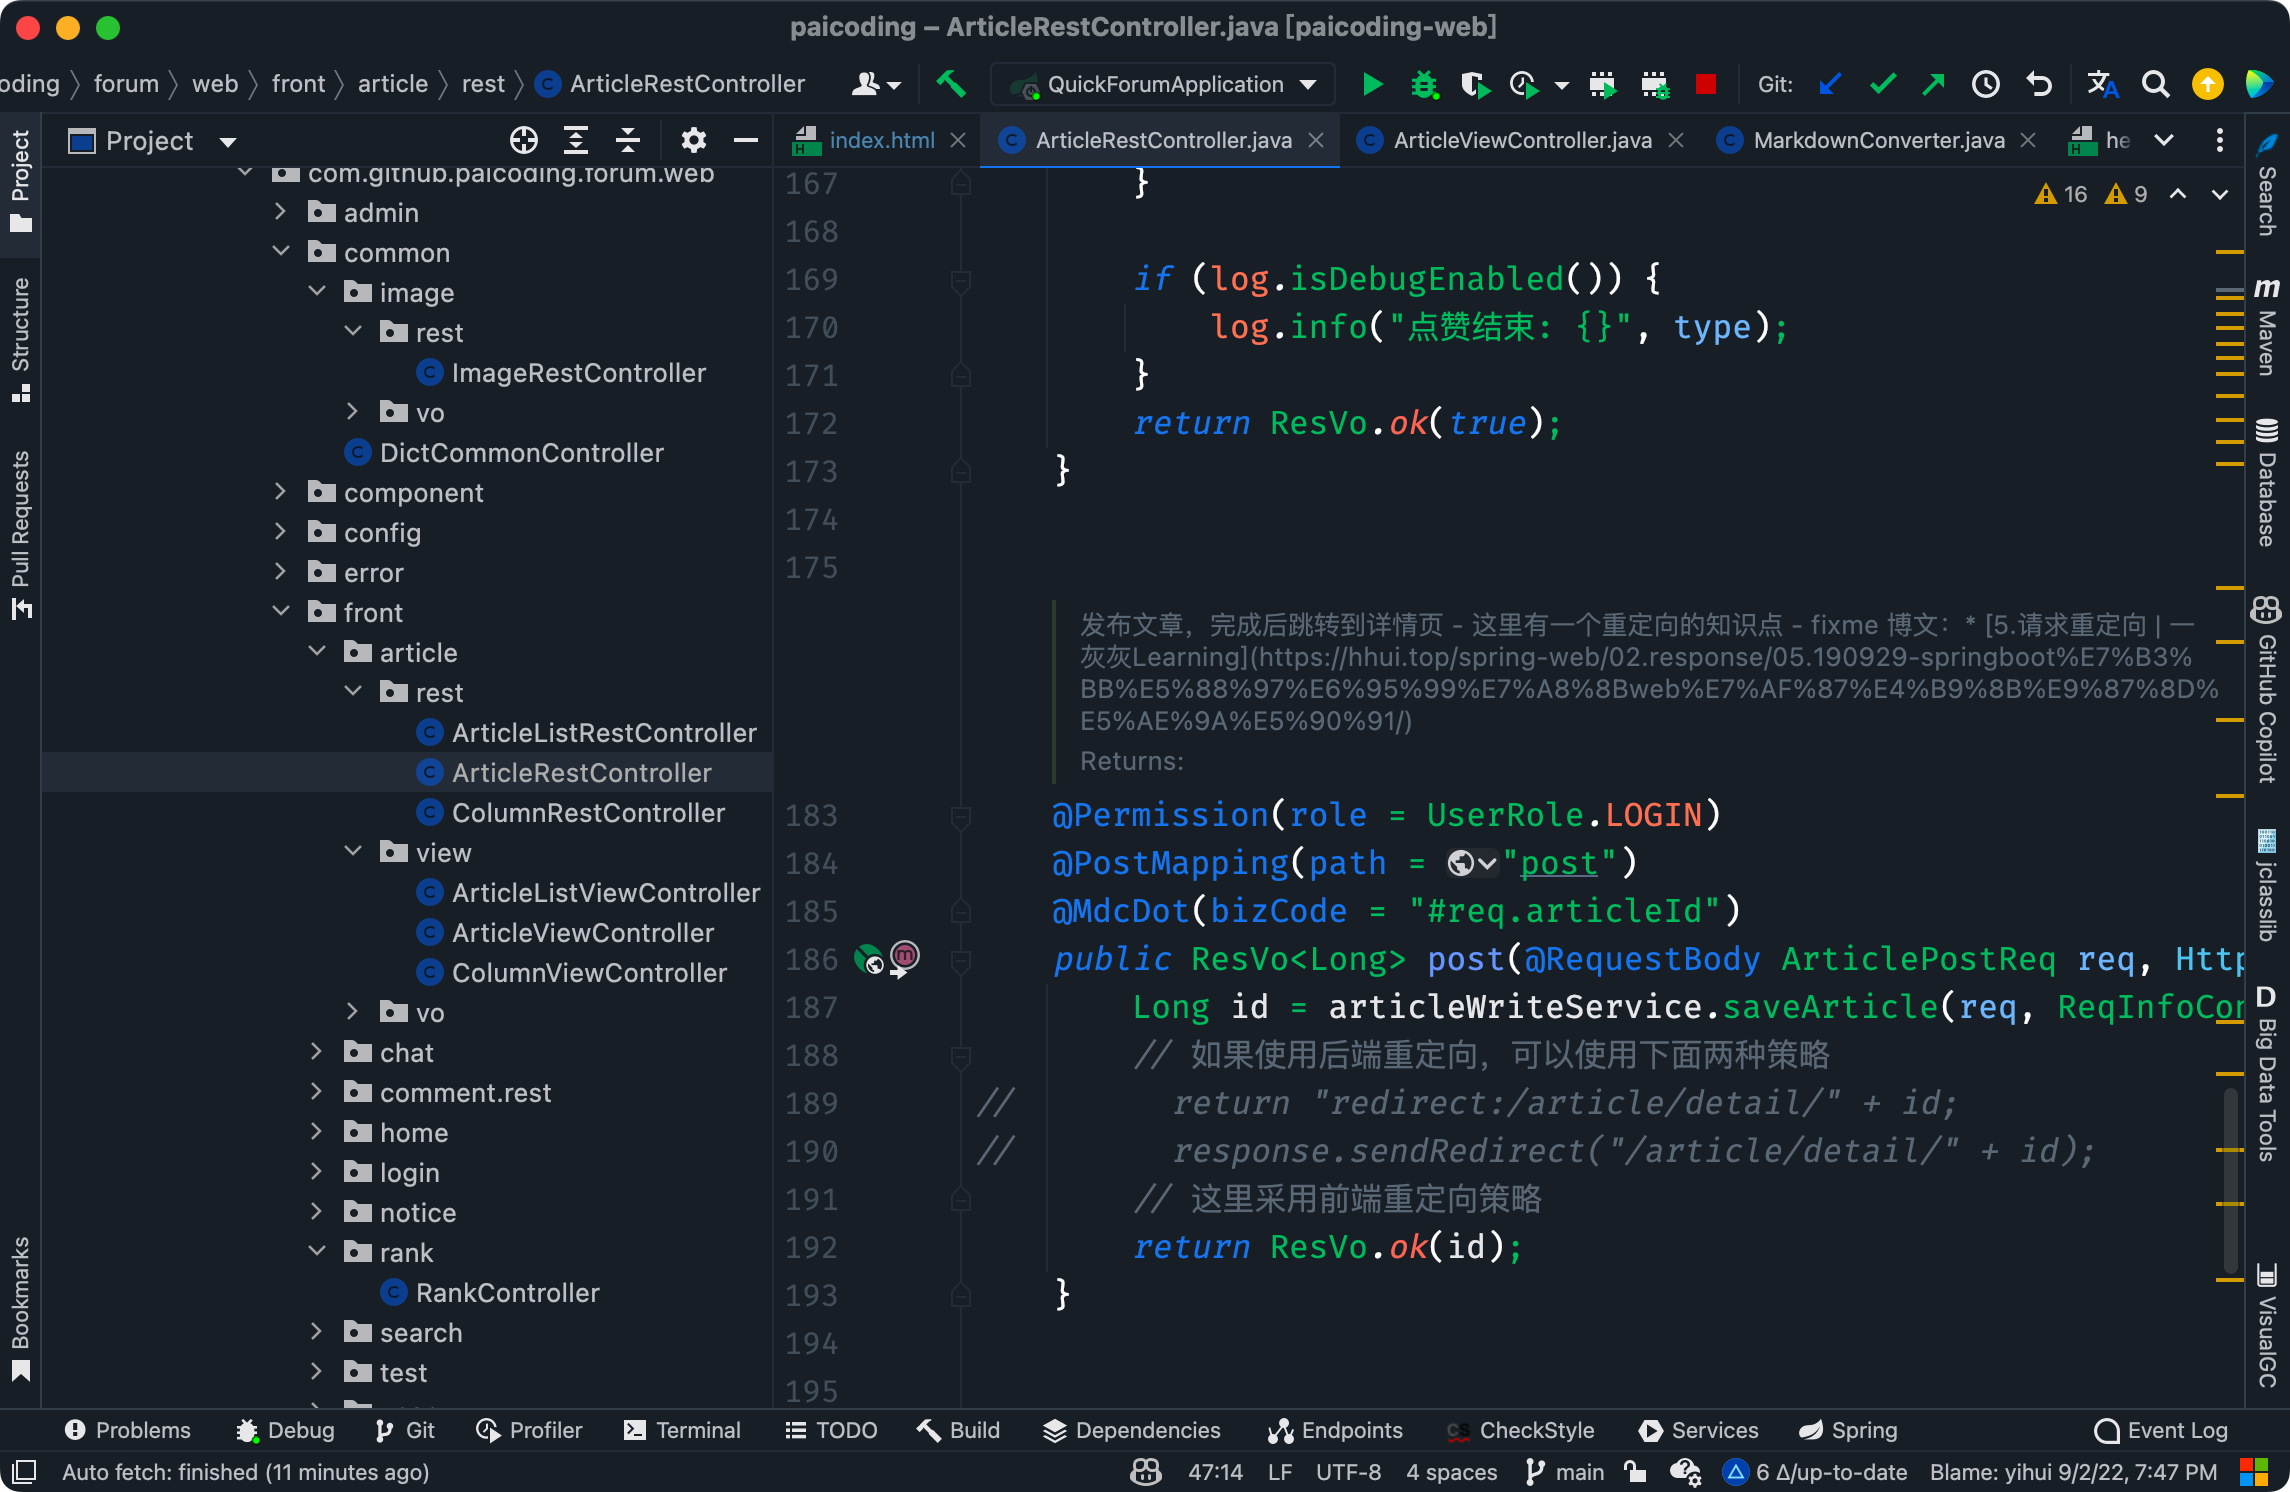 paicoding – ArticleRestController.java [paicoding-web]
oding 〉 forum 〉 web 〉 front 〉 article 〉 rest 〉 C ArticleRestController
QuickForumApplication
Git:
Project
index.html
ArticleRestController.java
ArticleViewController.java
MarkdownConverter.java
he
Project
Structure
Pull Requests
Bookmarks
com.github.paicoding.forum.web
admin
common
image
rest
ImageRestController
vo
DictCommonController
component
config
error
front
article
rest
ArticleListRestController
ArticleRestController
ColumnRestController
view
ArticleListViewController
ArticleViewController
ColumnViewController
vo
chat
comment.rest
home
login
notice
rank
RankController
search
test
16 9
167 }
168
169 if (log.isDebugEnabled()) {
170 log.info("点赞结束: {}", type);
171 }
172 return ResVo.ok(true);
173 }
174
175
发布文章，完成后跳转到详情页 - 这里有一个重定向的知识点 - fixme 博文：* [5.请求重定向 | 一
灰灰Learning](https://hhui.top/spring-web/02.response/05.190929-springboot%E7%B3%
BB%E5%88%97%E6%95%99%E7%A8%8Bweb%E7%AF%87%E4%B9%8B%E9%87%8D%
E5%AE%9A%E5%90%91/)
Returns:
183 @Permission(role = UserRole.LOGIN)
184 @PostMapping(path = "post")
185 @MdcDot(bizCode = "#req.articleId")
186 public ResVo<Long> post(@RequestBody ArticlePostReq req, Http
187 Long id = articleWriteService.saveArticle(req, ReqInfoCon
188 // 如果使用后端重定向，可以使用下面两种策略
189 // return "redirect:/article/detail/" + id;
190 // response.sendRedirect("/article/detail/" + id);
191 // 这里采用前端重定向策略
192 return ResVo.ok(id);
193 }
194
195
Search
Maven
Database
GitHub Copilot
jclasslib
Big Data Tools
VisualGC
Problems Debug Git Profiler Terminal TODO Build Dependencies Endpoints CheckStyle Services Spring Event Log
Auto fetch: finished (11 minutes ago) 47:14 LF UTF-8 4 spaces main 6 Δ/up-to-date Blame: yihui 9/2/22, 7:47 PM